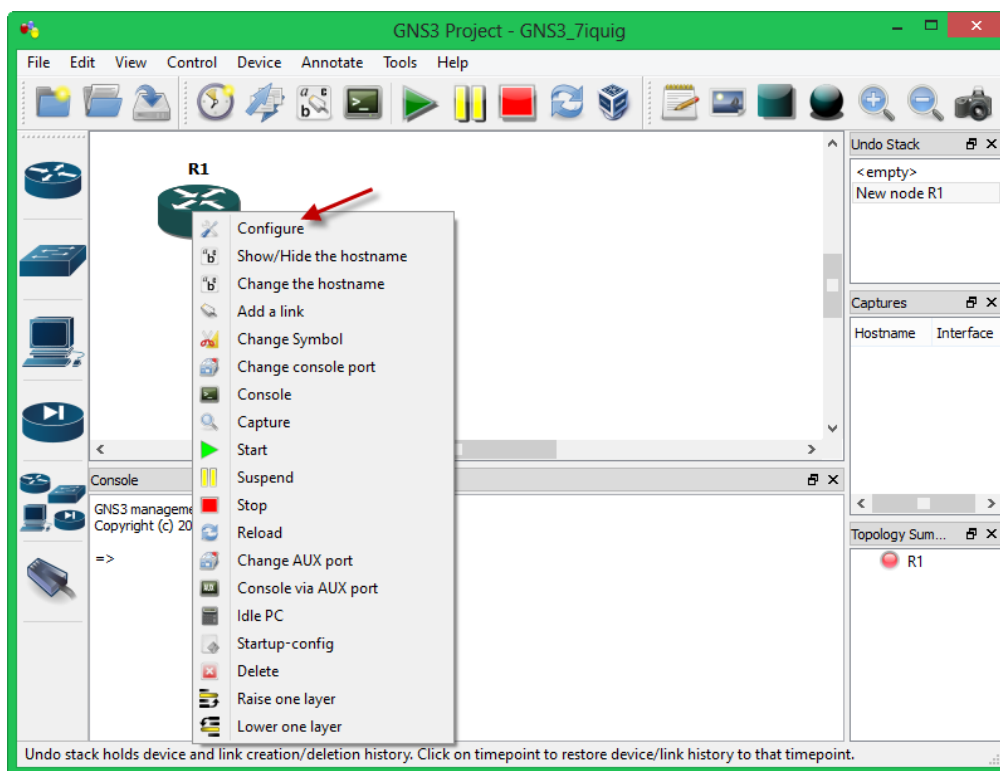 GNS3 Project - GNS3_7iquig
File Edit View Control Device Annotate Tools Help
R1
Configure
Show/Hide the hostname
Change the hostname
Add a link
Change Symbol
Change console port
Console
Capture
Start
Suspend
Stop
Reload
Change AUX port
Console via AUX port
Idle PC
Startup-config
Delete
Raise one layer
Lower one layer
Console
GNS3 manageme
Copyright (c) 20
=>
Undo Stack
<empty>
New node R1
Captures
Hostname Interface
Topology Sum...
R1
Undo stack holds device and link creation/deletion history. Click on timepoint to restore device/link history to that timepoint.